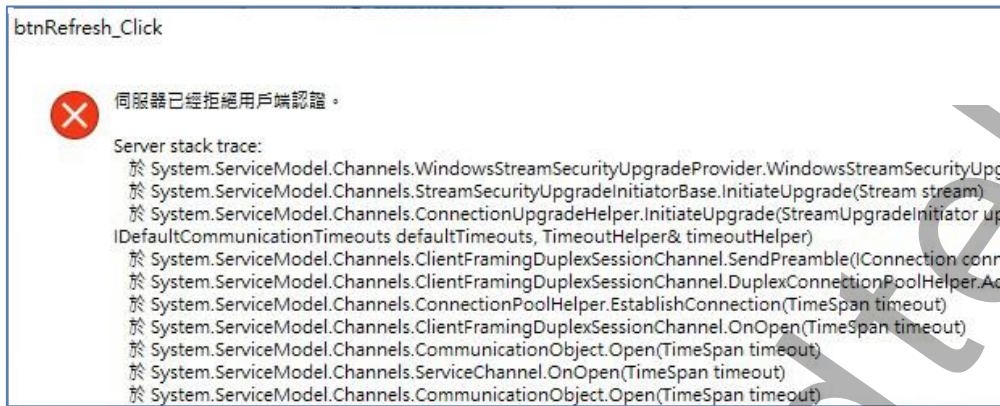 btnRefresh_Click
伺服器已經拒絕用戶端認證。
Server stack trace:
於 System.ServiceModel.Channels.WindowsStreamSecurityUpgradeProvider.WindowsStreamSecurityUpg
於 System.ServiceModel.Channels.StreamSecurityUpgradeInitiatorBase.InitiateUpgrade(Stream stream)
於 System.ServiceModel.Channels.ConnectionUpgradeHelper.InitiateUpgrade(StreamUpgradeInitiator up
IDefaultCommunicationTimeouts defaultTimeouts, TimeoutHelper& timeoutHelper)
於 System.ServiceModel.Channels.ClientFramingDuplexSessionChannel.SendPreamble(IConnection conn
於 System.ServiceModel.Channels.ClientFramingDuplexSessionChannel.DuplexConnectionPoolHelper.Ac
於 System.ServiceModel.Channels.ConnectionPoolHelper.EstablishConnection(TimeSpan timeout)
於 System.ServiceModel.Channels.ClientFramingDuplexSessionChannel.OnOpen(TimeSpan timeout)
於 System.ServiceModel.Channels.CommunicationObject.Open(TimeSpan timeout)
於 System.ServiceModel.Channels.ServiceChannel.OnOpen(TimeSpan timeout)
於 System.ServiceModel.Channels.CommunicationObject.Open(TimeSpan timeout)